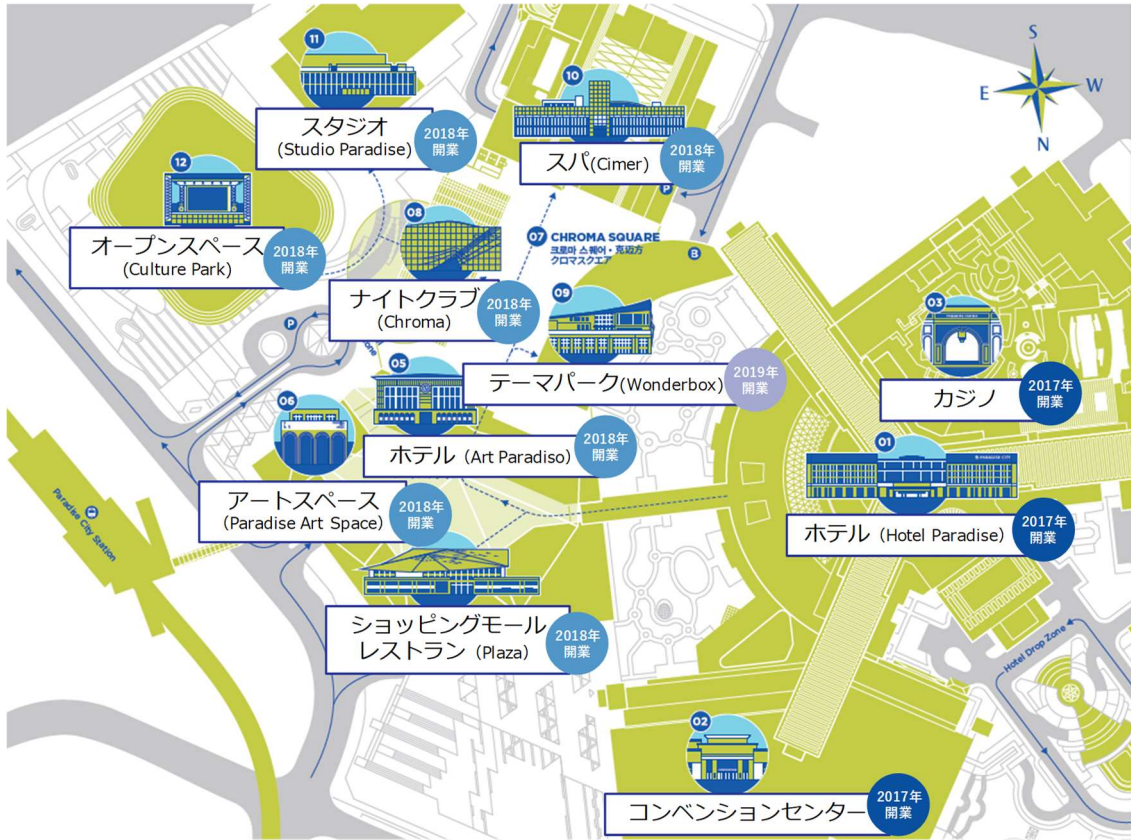 11
スタジオ
(Studio Paradise)
2018年
開業
10
スパ(Cimer)
2018年
開業
S
E
W
N
12
オープンスペース
(Culture Park)
2018年
開業
P
08
ナイトクラブ
(Chroma)
2018年
開業
07 CHROMA SQUARE
크로마 스퀘어・克迈方
クロマスクエア
B
P
09
テーマパーク(Wonderbox)
2019年
開業
03
カジノ
2017年
開業
05
ホテル (Art Paradiso)
2018年
開業
06
アートスペース
(Paradise Art Space)
2018年
開業
01
PARADISE CITY
ホテル (Hotel Paradise)
2017年
開業
Paradise City Station
ショッピングモール
レストラン (Plaza)
2018年
開業
Hotel Drop Zone
02
コンベンションセンター
2017年
開業